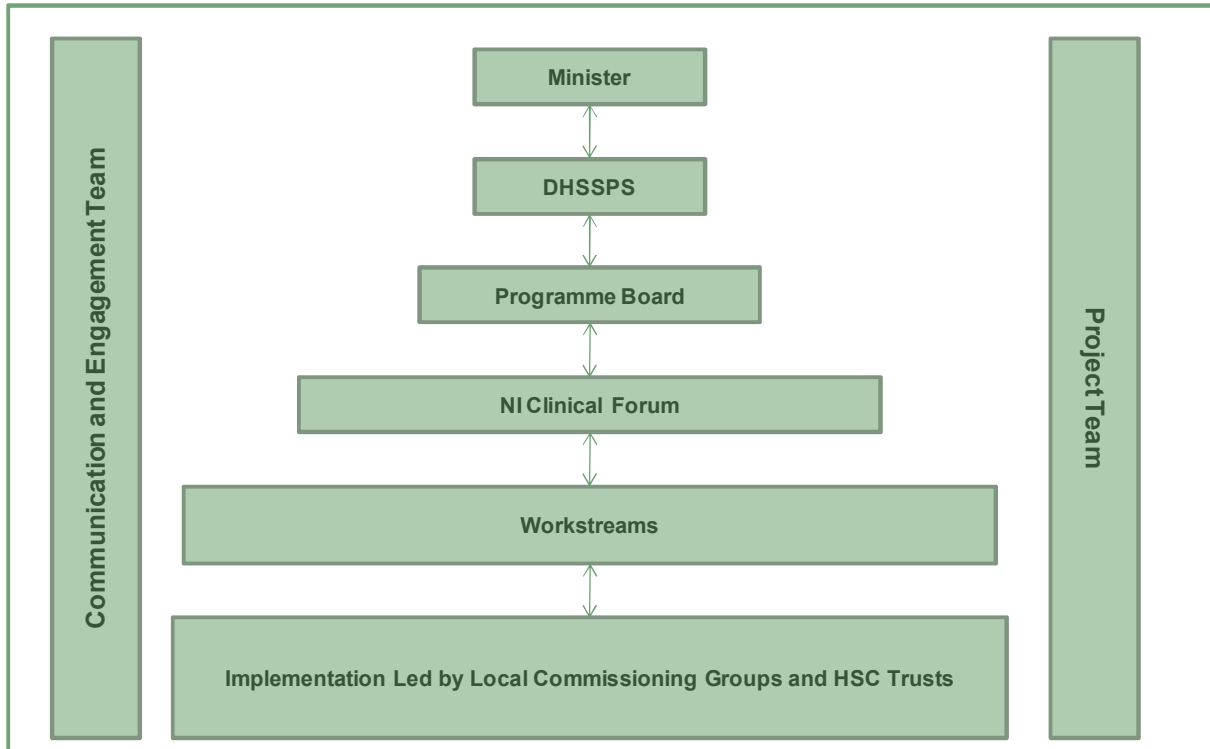 Communication and Engagement Team
Minister
DHSSPS
Programme Board
NI Clinical Forum
Workstreams
Implementation Led by Local Commissioning Groups and HSC Trusts
Project Team